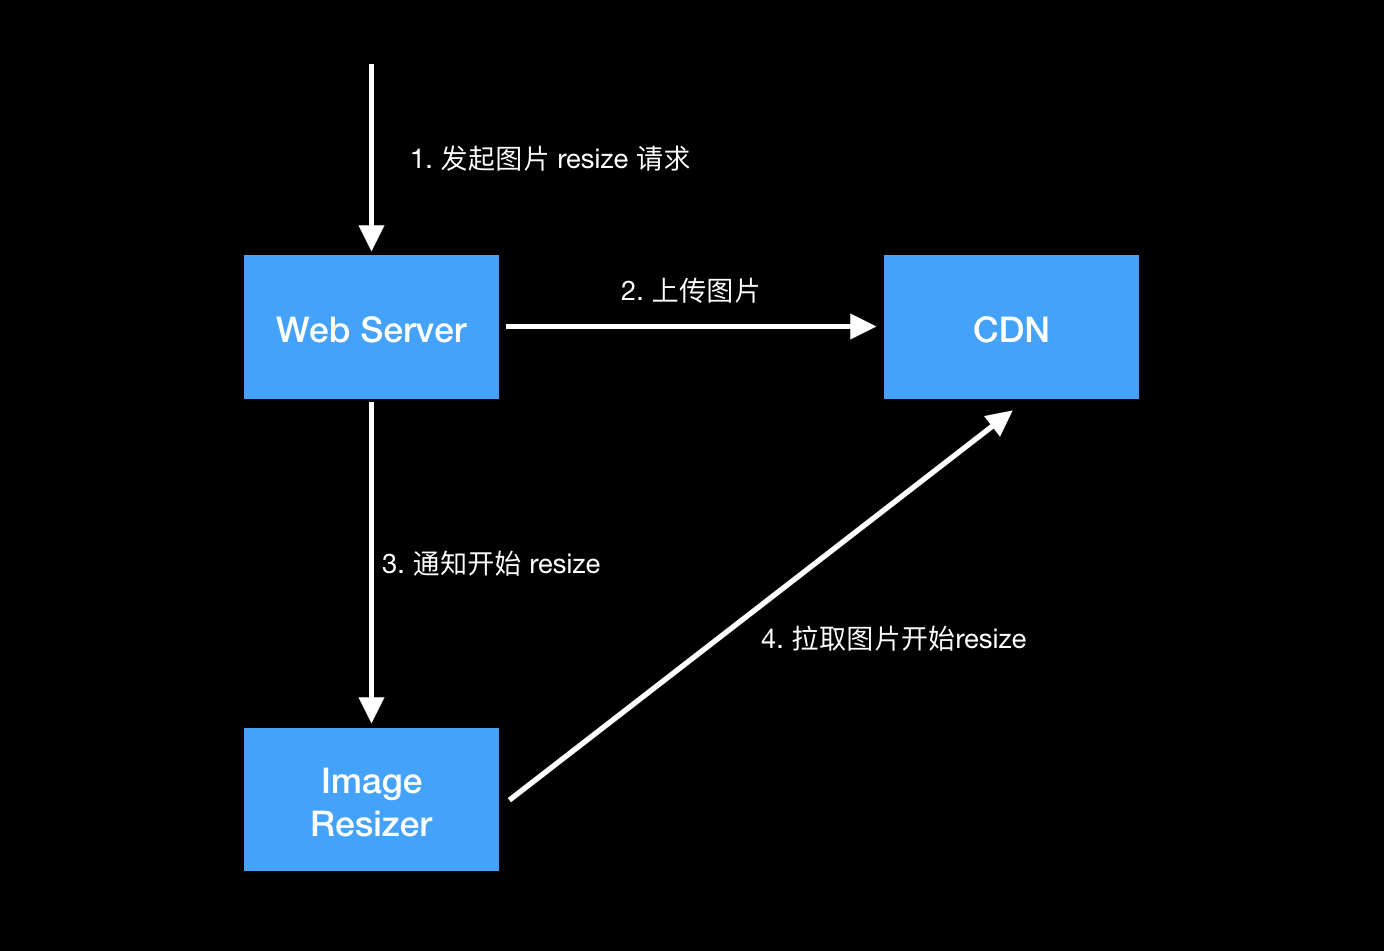 1. 发起图片 resize 请求
2. 上传图片
Web Server
CDN
3. 通知开始 resize
4. 拉取图片开始resize
Image
Resizer